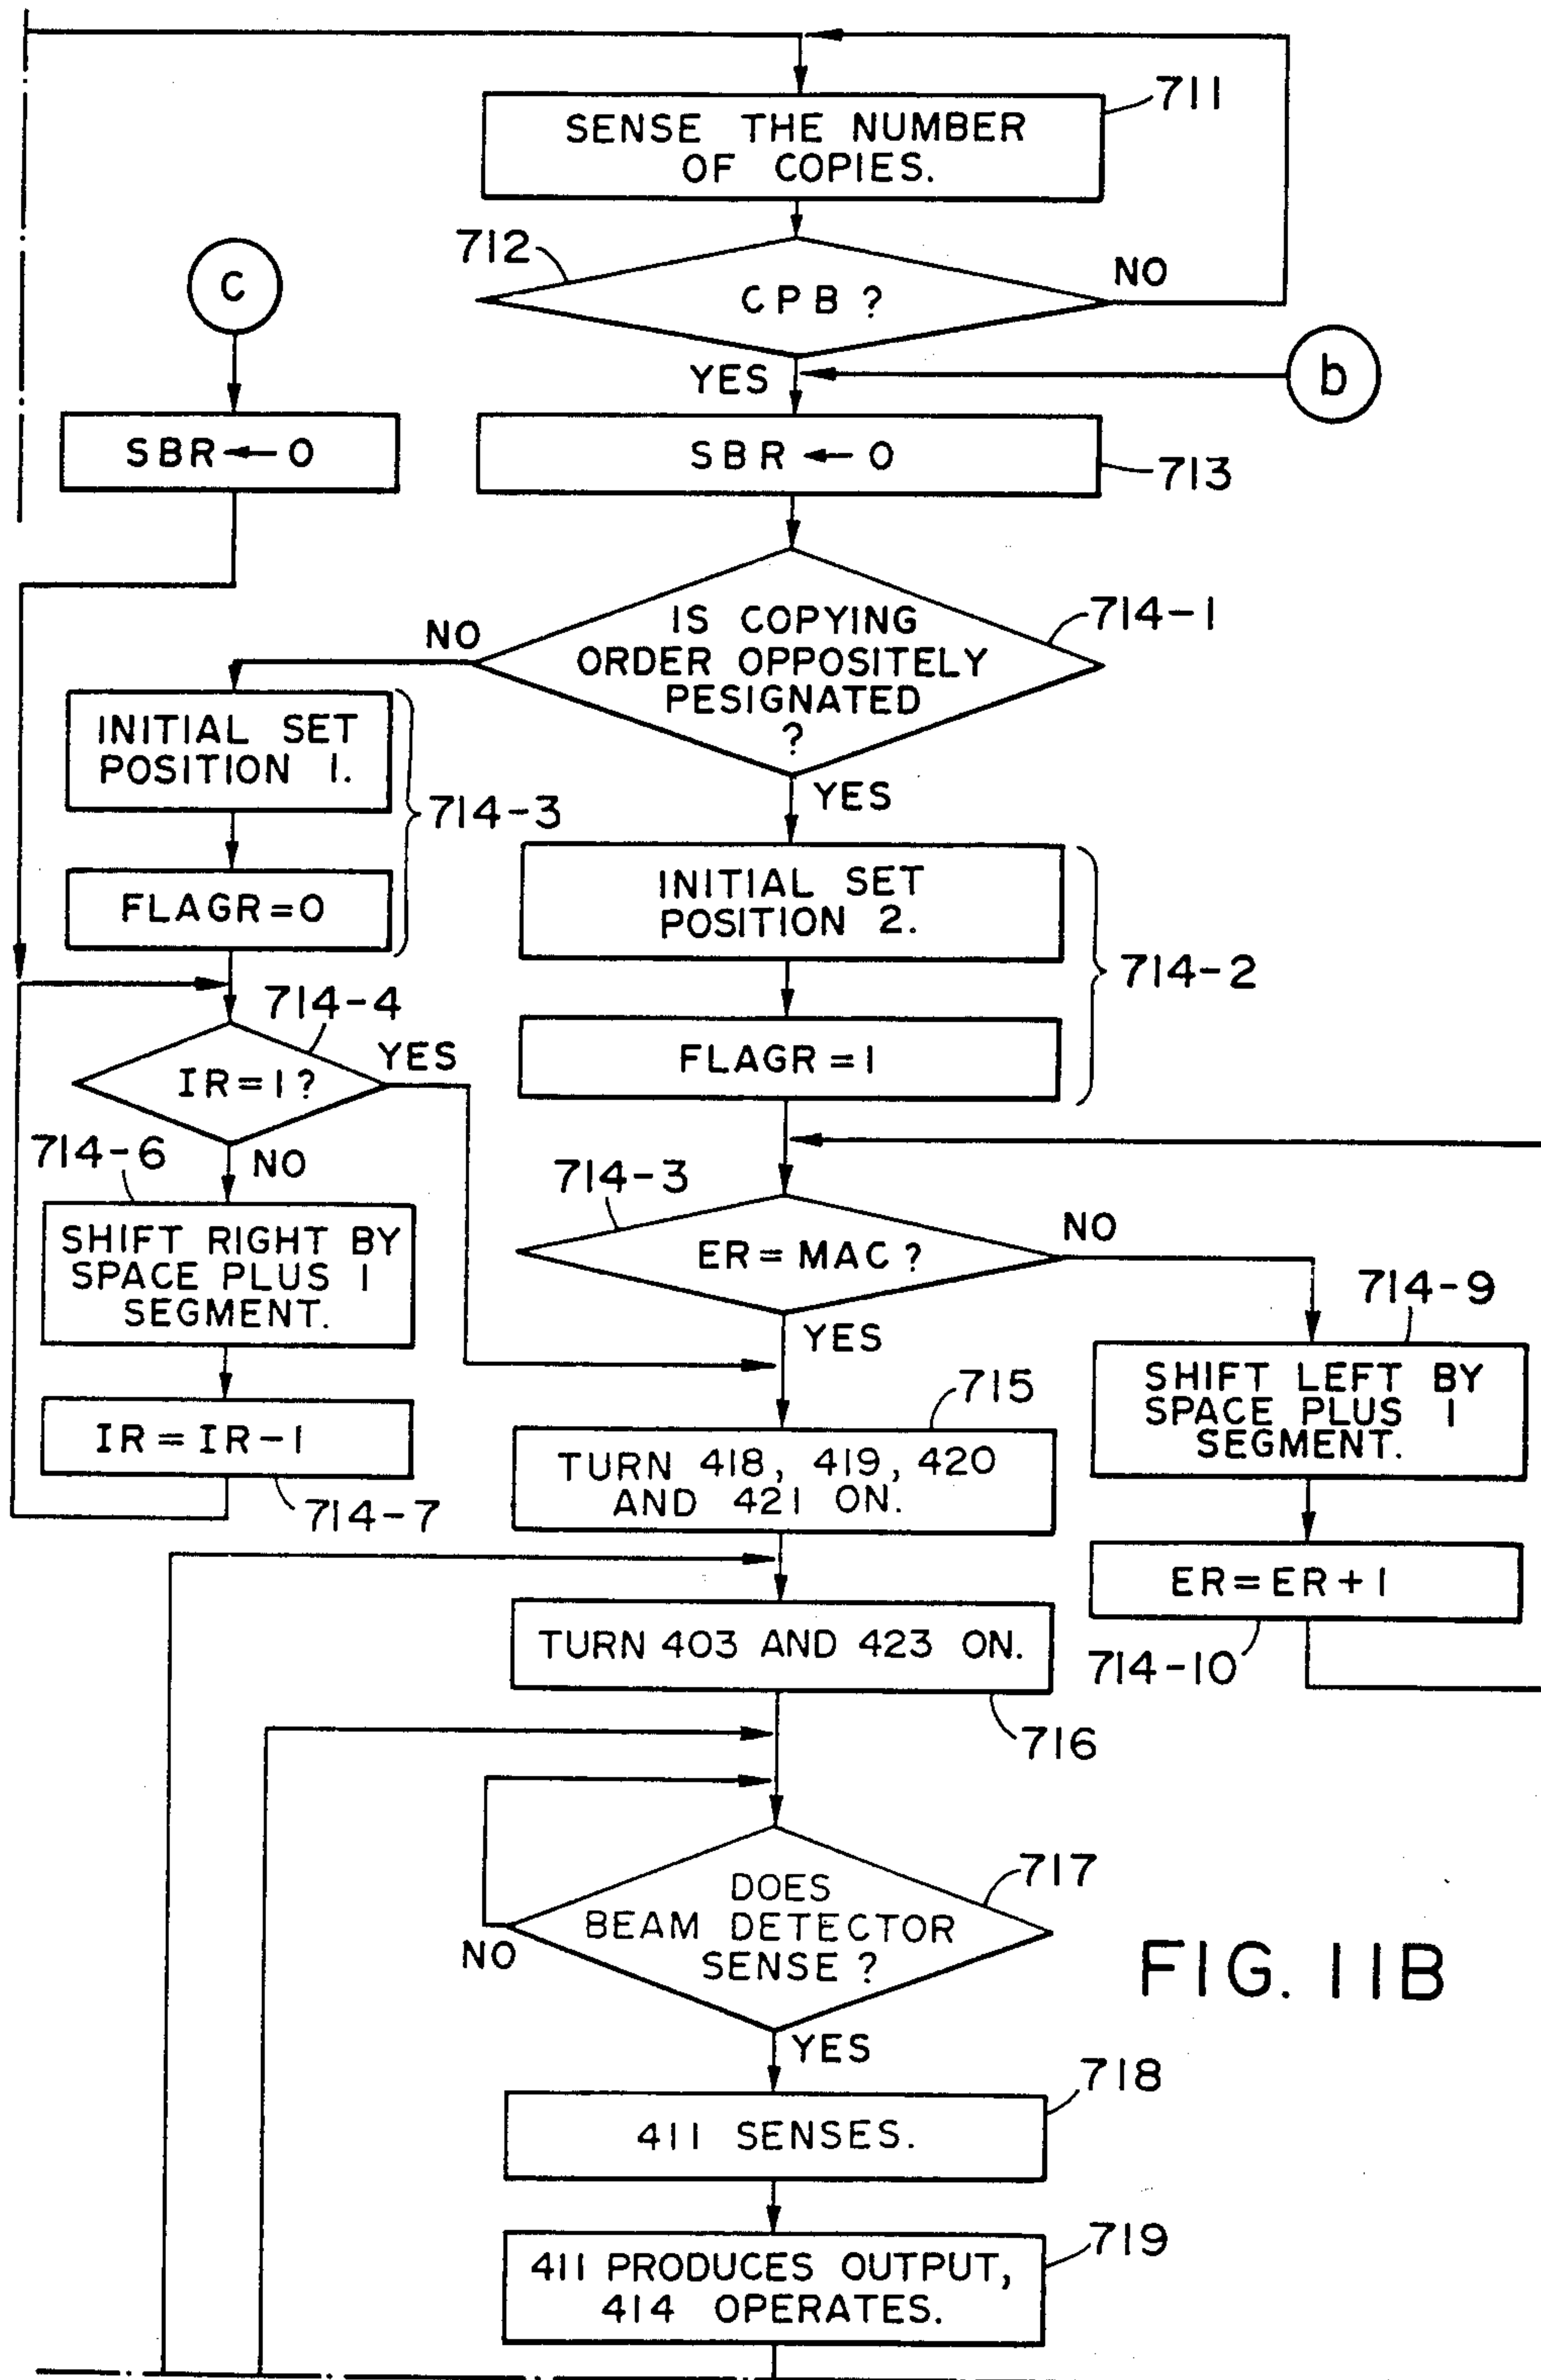 711
SENSE THE NUMBER
OF COPIES.
712
CPB ?
NO
c
YES
b
SBR ← 0
SBR ← 0
713
714-1
NO
IS COPYING
ORDER OPPOSITELY
PESIGNATED
?
INITIAL SET
POSITION 1.
714-3
YES
FLAGR=0
INITIAL SET
POSITION 2.
714-2
714-4
YES
IR=1?
FLAGR=1
714-6
NO
714-3
NO
SHIFT RIGHT BY
SPACE PLUS 1
SEGMENT.
ER=MAC?
714-9
YES
SHIFT LEFT BY
SPACE PLUS 1
SEGMENT.
715
IR=IR-1
TURN 418, 419, 420
AND 421 ON.
714-7
ER=ER+1
TURN 403 AND 423 ON.
714-10
716
717
DOES
BEAM DETECTOR
SENSE ?
NO
FIG. 11B
YES
718
411 SENSES.
719
411 PRODUCES OUTPUT,
414 OPERATES.